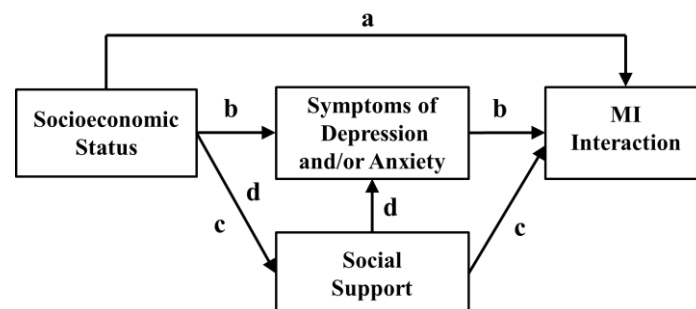 a
Socioeconomic
Status
b
Symptoms of
Depression
and/or Anxiety
b
MI
Interaction
d
c
d
c
Social
Support